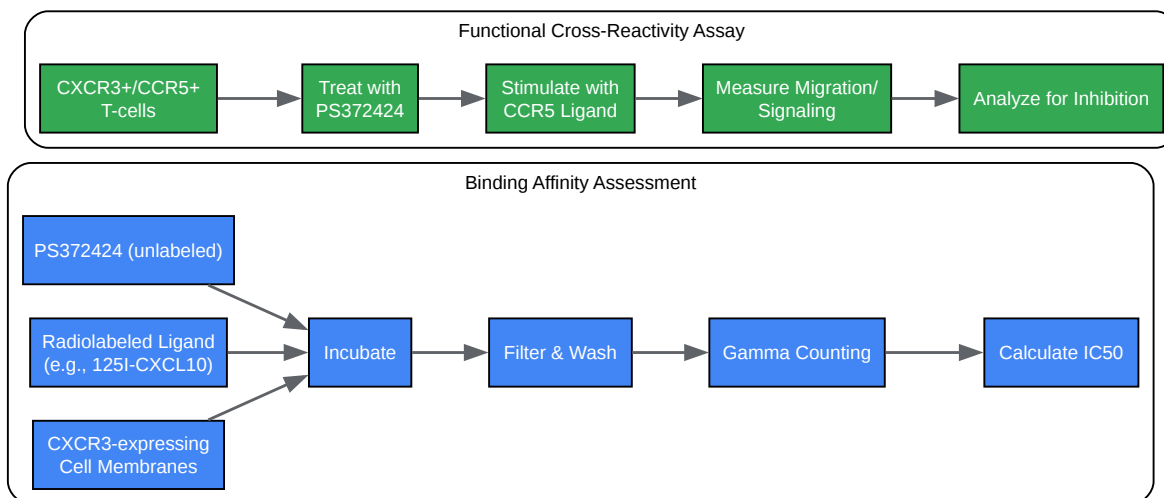 Functional Cross-Reactivity Assay
CXCR3+/CCR5+
T-cells
Treat with
PS372424
Stimulate with
CCR5 Ligand
Measure Migration/
Signaling
Analyze for Inhibition
Binding Affinity Assessment
PS372424 (unlabeled)
Radiolabeled Ligand
(e.g., 125I-CXCL10)
CXCR3-expressing
Cell Membranes
Incubate
Filter & Wash
Gamma Counting
Calculate IC50